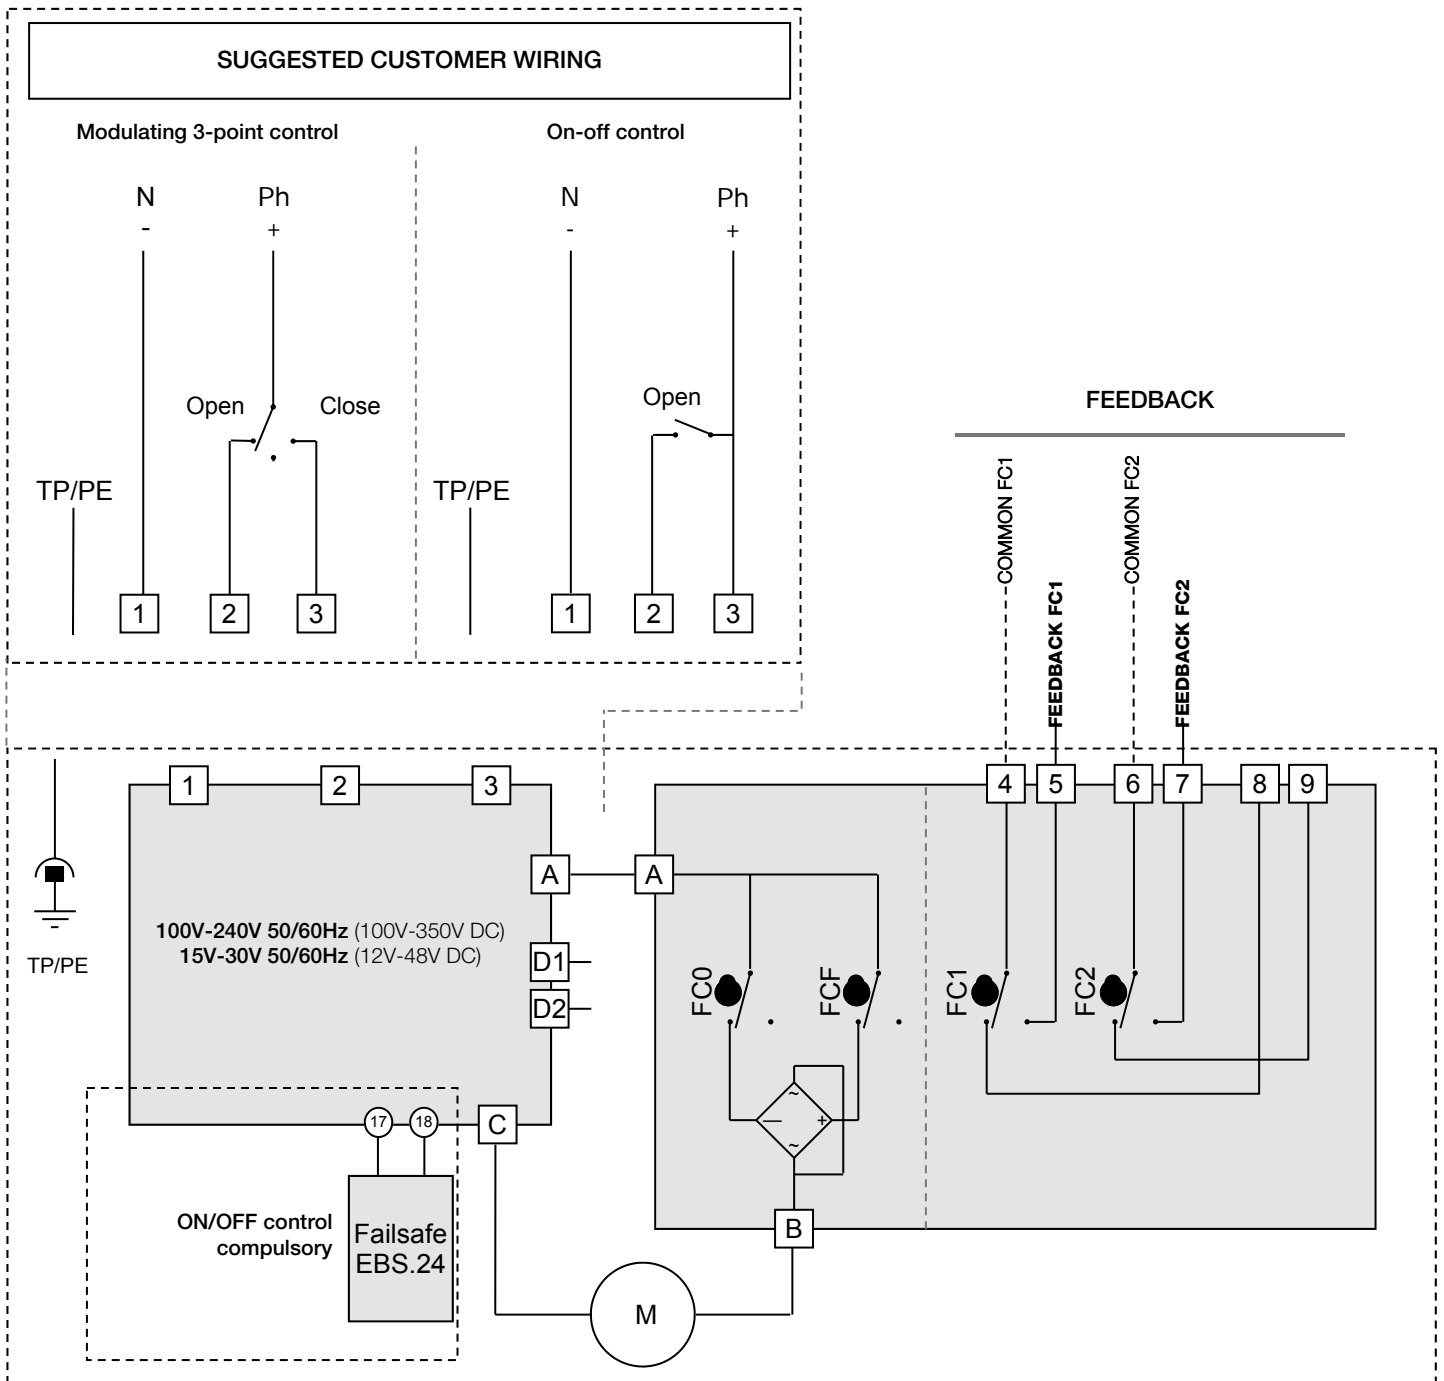 SUGGESTED CUSTOMER WIRING
Modulating 3-point control
On-off control
N
Ph
N
Ph
-
+
-
+
Open
Close
Open
TP/PE
TP/PE
1
2
3
1
2
3
FEEDBACK
COMMON FC1
FEEDBACK FC1
COMMON FC2
FEEDBACK FC2
1
2
3
4
5
6
7
8
9
A
A
100V-240V 50/60Hz (100V-350V DC)
15V-30V 50/60Hz (12V-48V DC)
TP/PE
D1
D2
FC0
FCF
FC1
FC2
~
—
+
~
17
18
C
B
ON/OFF control
compulsory
Failsafe
EBS.24
M